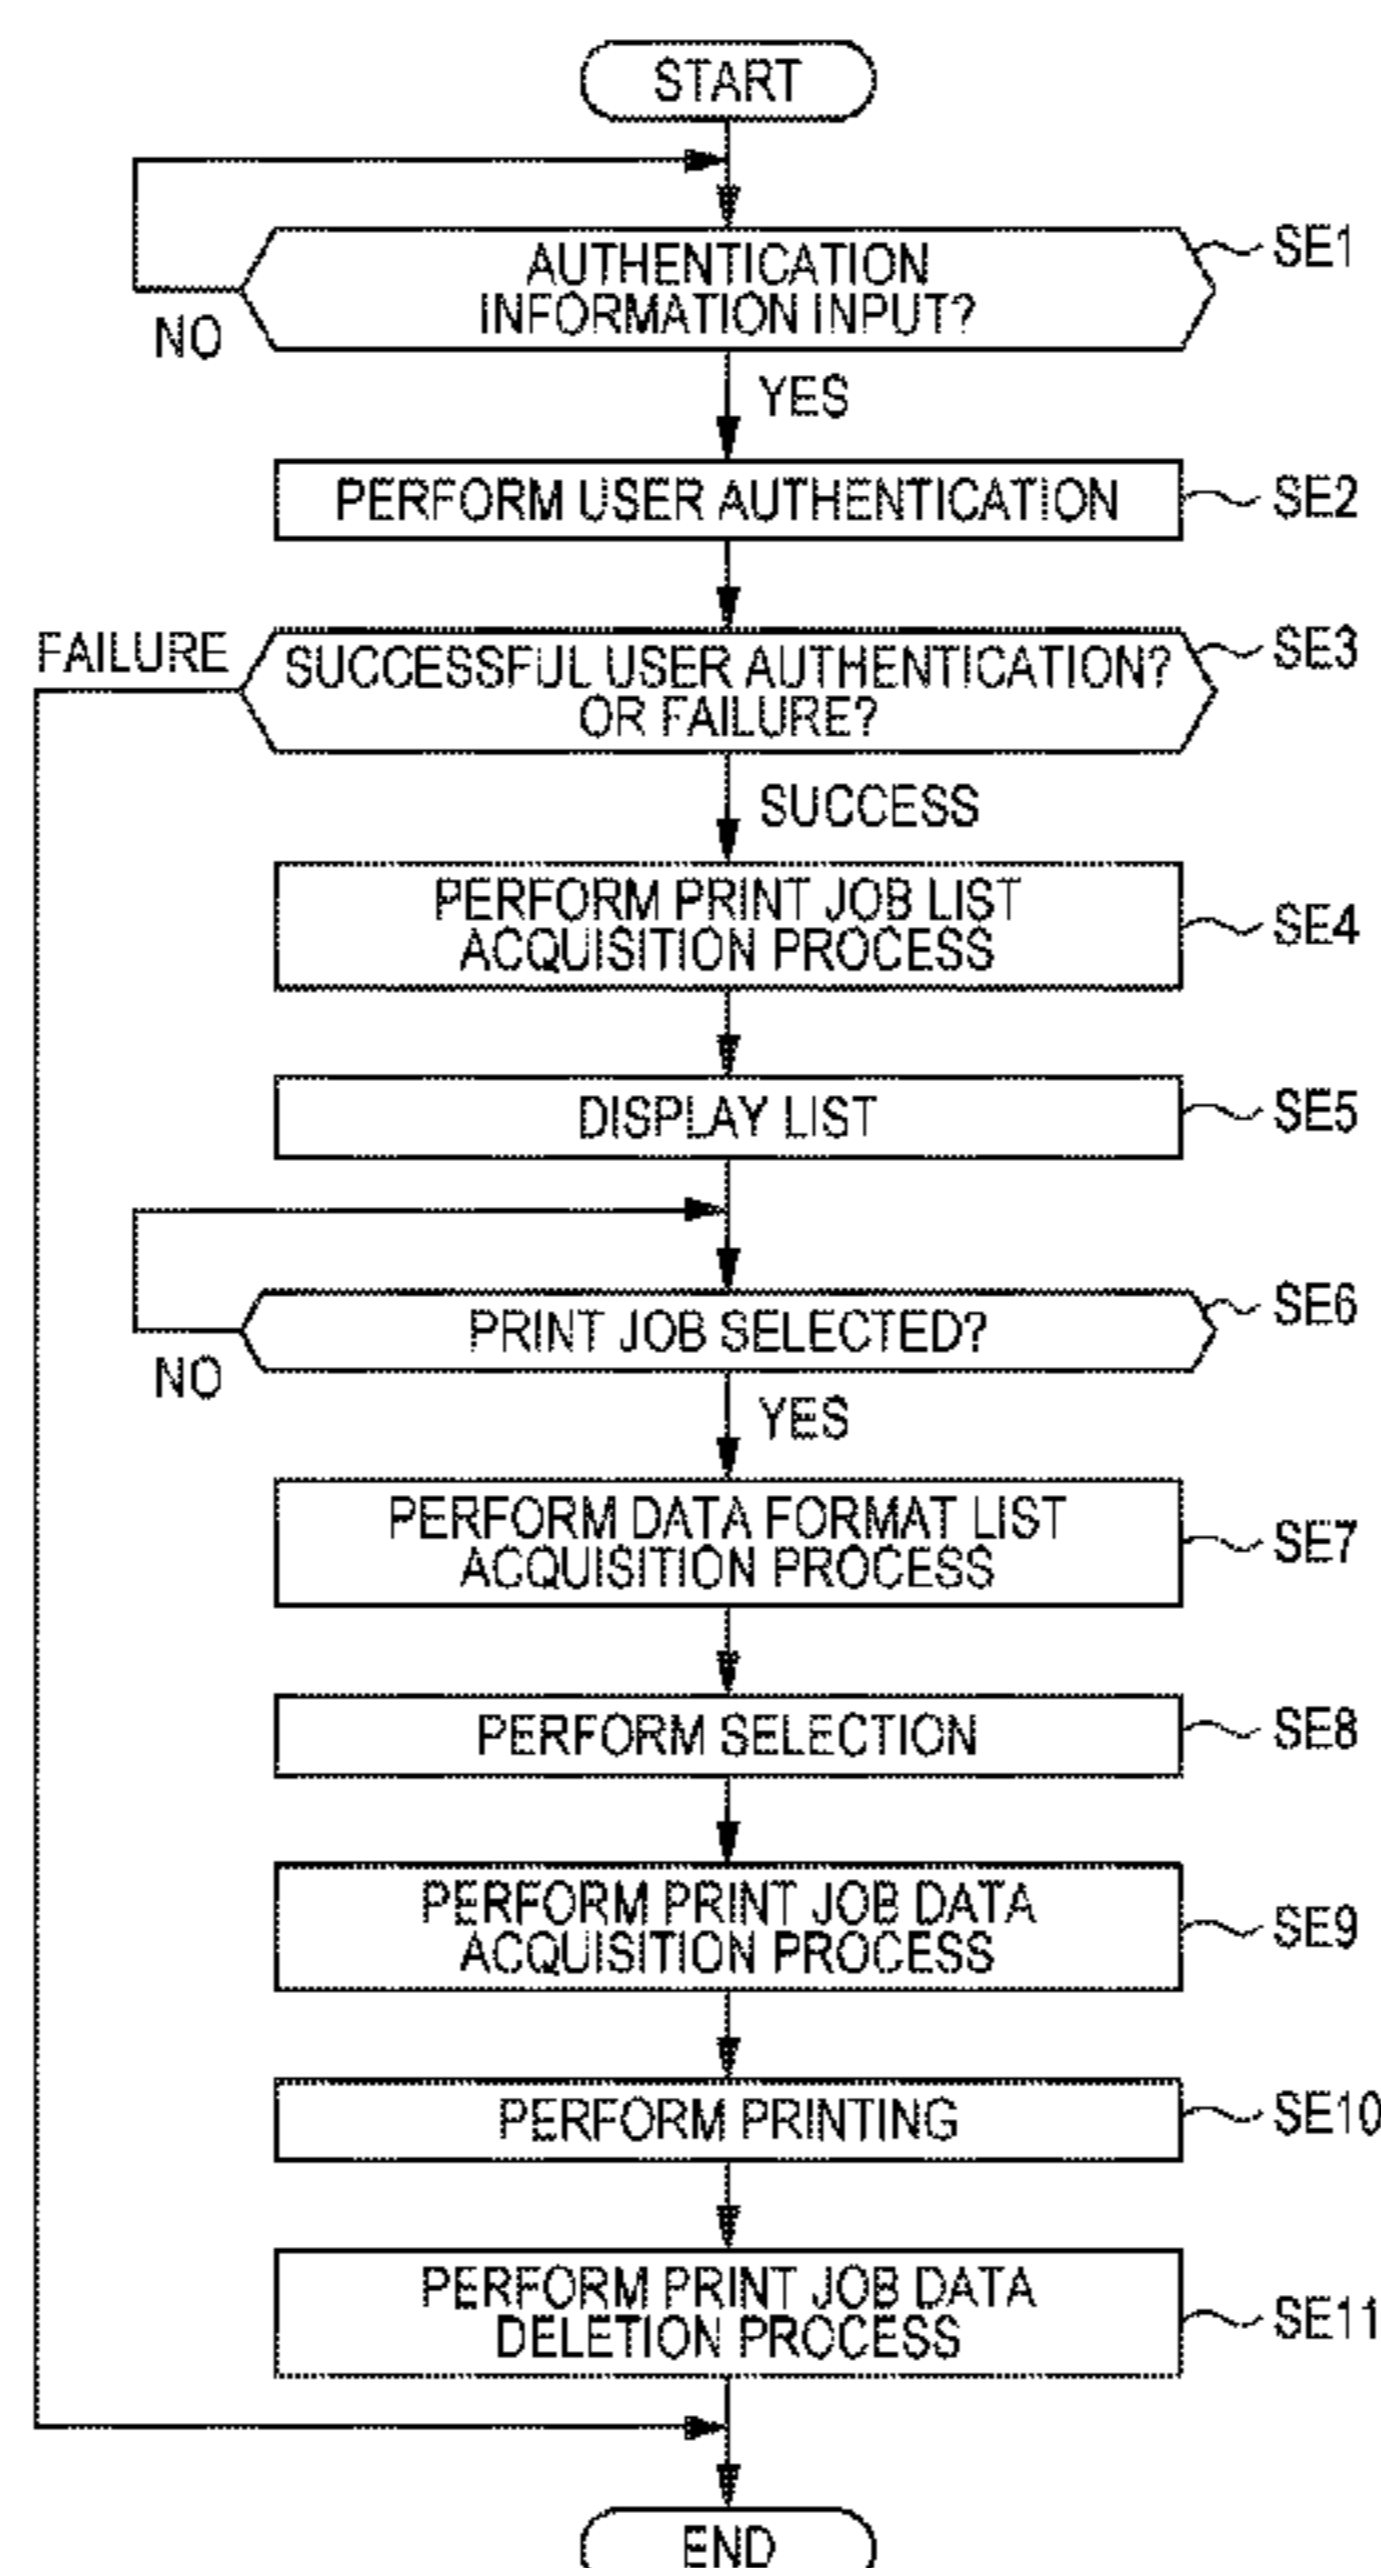 START
AUTHENTICATION
INFORMATION INPUT?
SE1
NO
YES
PERFORM USER AUTHENTICATION
SE2
FAILURE
SUCCESSFUL USER AUTHENTICATION?
OR FAILURE?
SE3
SUCCESS
PERFORM PRINT JOB LIST
ACQUISITION PROCESS
SE4
DISPLAY LIST
SE5
PRINT JOB SELECTED?
SE6
NO
YES
PERFORM DATA FORMAT LIST
ACQUISITION PROCESS
SE7
PERFORM SELECTION
SE8
PERFORM PRINT JOB DATA
ACQUISITION PROCESS
SE9
PERFORM PRINTING
SE10
PERFORM PRINT JOB DATA
DELETION PROCESS
SE11
END